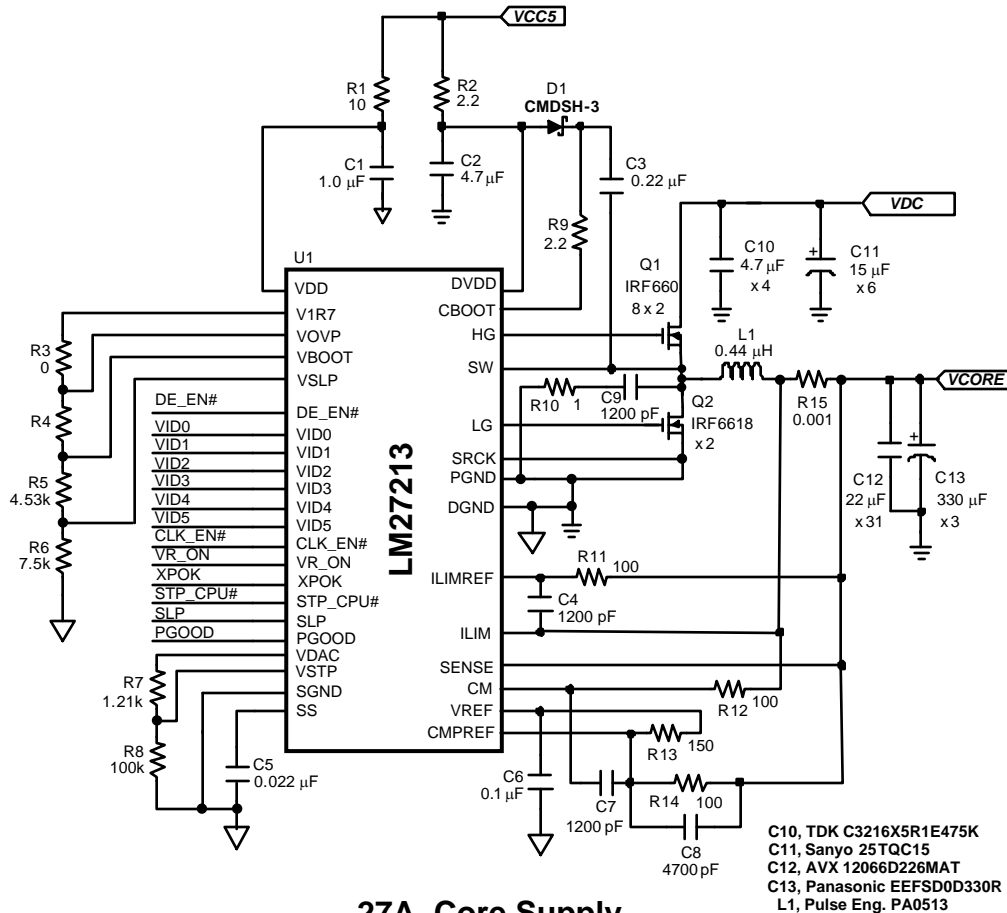 VCC5
R1
10
R2
2.2
D1
CMDSH-3
C1
1.0 µF
C2
4.7 µF
C3
0.22 µF
VDC
R9
2.2
C10
4.7 µF
x 4
C11
15 µF
x 6
U1
Q1
IRF660
8 x 2
VDD
DVDD
CBOOT
V1R7
VOVP
VBOOT
VSLP
HG
SW
L1
0.44 µH
R3
0
R4
R5
4.53k
R6
7.5k
DE_EN#
VID0
VID1
VID2
VID3
VID4
VID5
CLK_EN#
VR_ON
XPOK
STP_CPU#
SLP
PGOOD
DE_EN#
VID0
VID1
VID2
VID3
VID4
VID5
CLK_EN#
VR_ON
XPOK
STP_CPU#
SLP
PGOOD
VDAC
VSTP
SGND
SS
LM27213
R10
1
C9
1200 pF
Q2
IRF6618
x 2
R15
0.001
VCORE
LG
SRCK
PGND
DGND
C12
22 µF
x 31
C13
330 µF
x 3
ILIMREF
R11
100
C4
1200 pF
ILIM
SENSE
CM
VREF
CMPREF
R12
100
R13
150
R7
1.21k
R8
100k
C5
0.022 µF
C6
0.1 µF
C7
1200 pF
R14
100
C8
4700 pF
C10, TDK C3216X5R1E475K
C11, Sanyo 25TQC15
C12, AVX 12066D226MAT
C13, Panasonic EEFSD0D330R
L1, Pulse Eng. PA0513
27A Core Supply